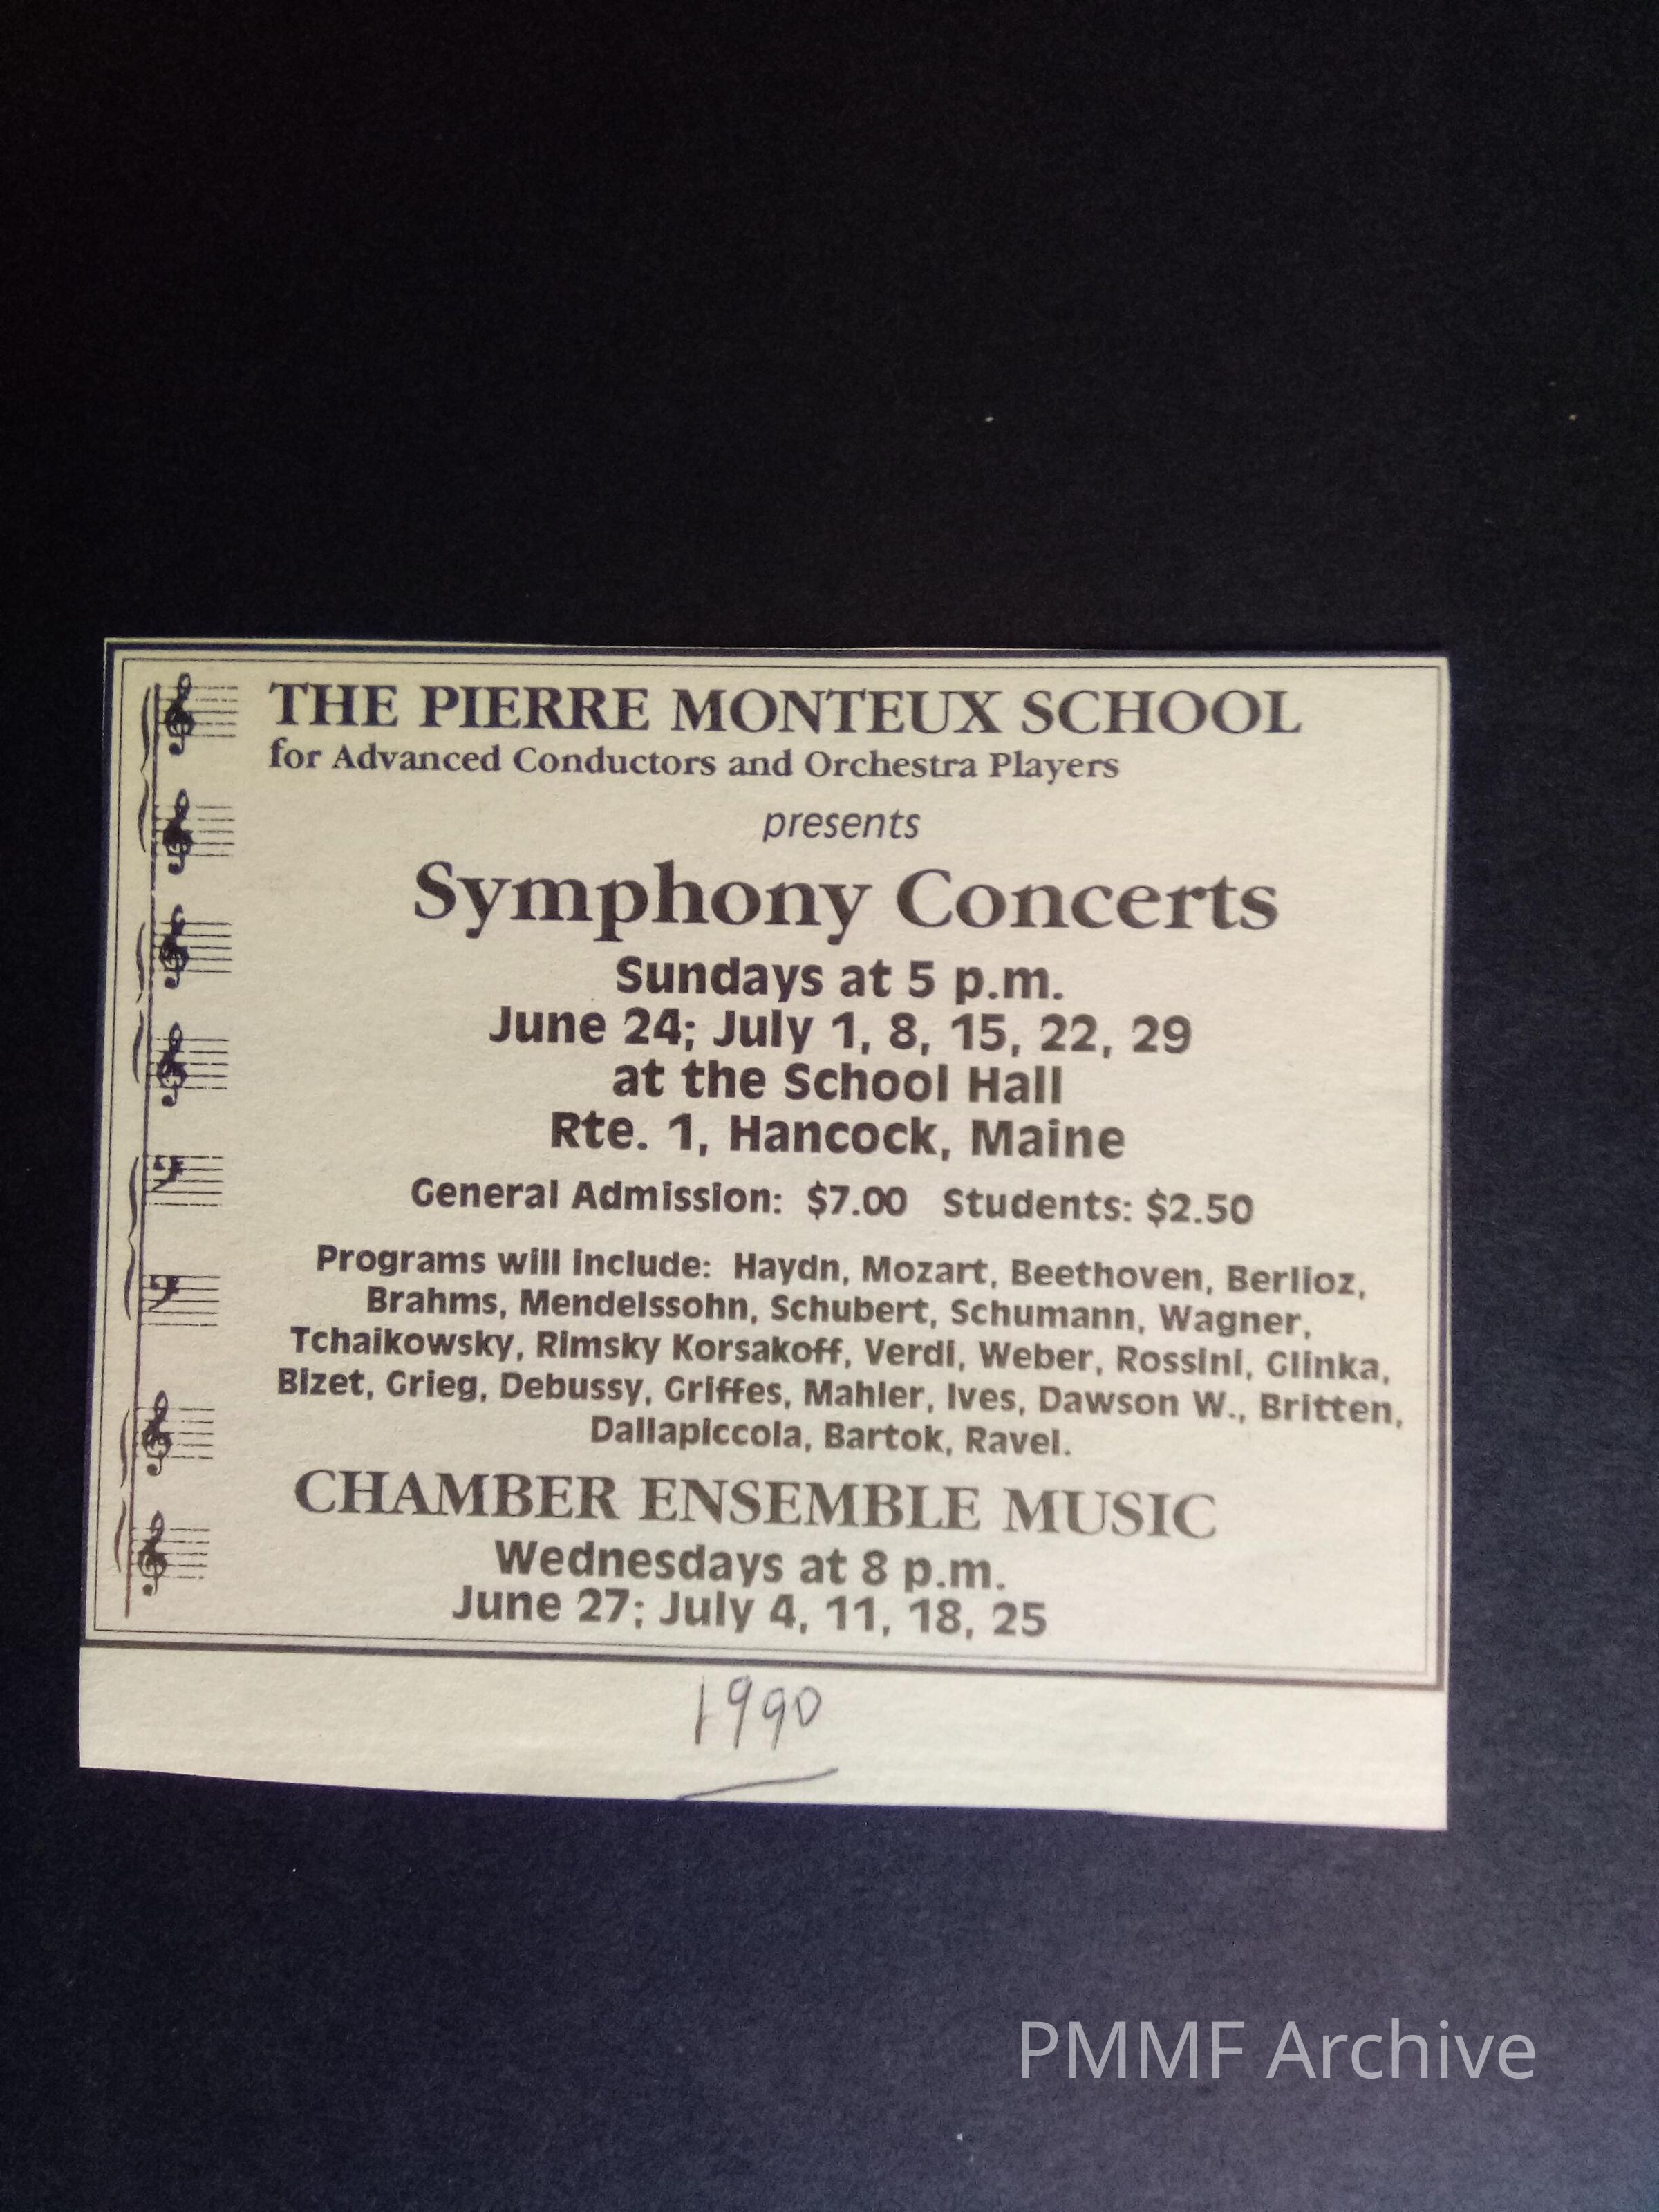 THE PIERRE MONTEUX SCHOOL
for Advanced Conductors and Orchestra Players
presents
Symphony Concerts
Sundays at 5 p.m.
June 24; July 1, 8, 15, 22, 29
at the School Hall
Rte. 1, Hancock, Maine
General Admission: $7.00 Students: $2.50
Programs will include: Haydn, Mozart, Beethoven, Berlioz,
Brahms, Mendelssohn, Schubert, Schumann, Wagner,
Tchaikowsky, Rimsky Korsakoff, Verdi, Weber, Rossini, Glinka,
Bizet, Grieg, Debussy, Griffes, Mahler, Ives, Dawson W., Britten,
Dallapiccola, Bartok, Ravel.
CHAMBER ENSEMBLE MUSIC
Wednesdays at 8 p.m.
June 27; July 4, 11, 18, 25
1990
PMMF Archive